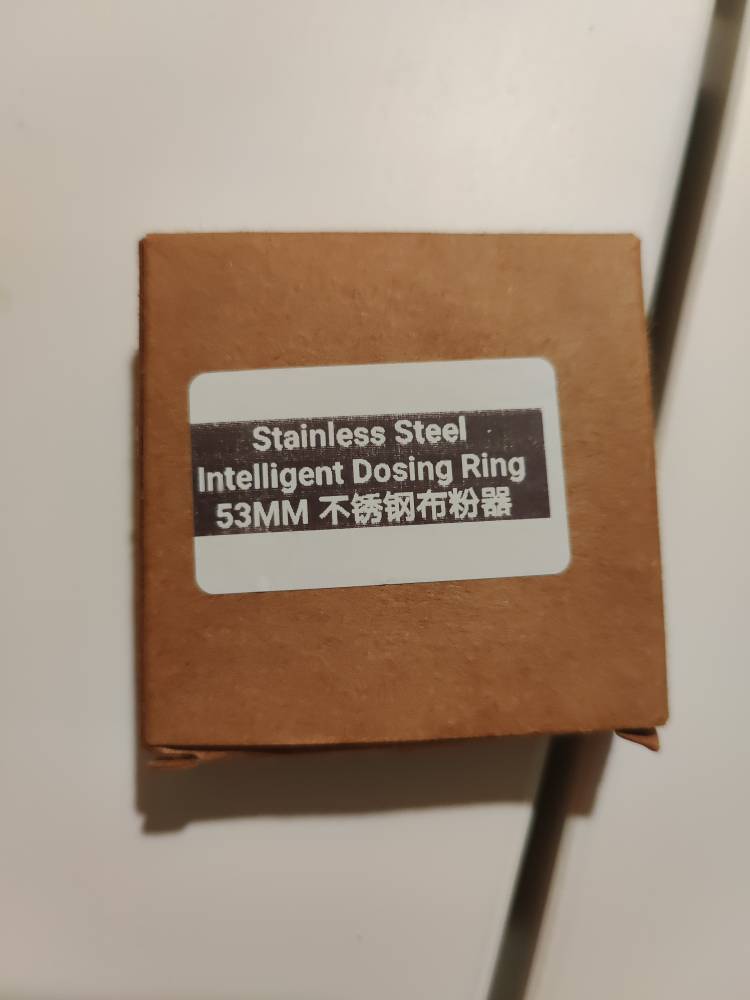 Stainless Steel
Intelligent Dosing Ring
53MM 不锈钢布粉器